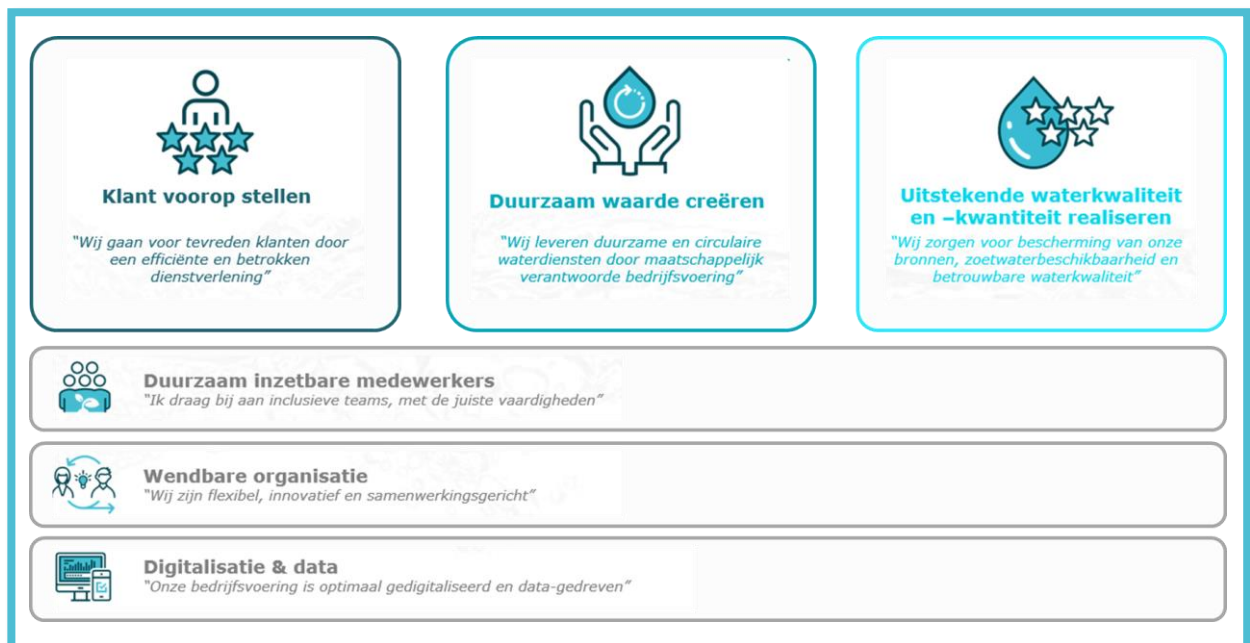 Klant voorop stellen
“Wij gaan voor tevreden klanten door
een efficiënte en betrokken
dienstverlening”
Duurzaam waarde creëren
“Wij leveren duurzame en circulaire
waterdiensten door maatschappelijk
verantwoorde bedrijfsvoering”
Uitstekende waterkwaliteit
en –kwantiteit realiseren
“Wij zorgen voor bescherming van onze
bronnen, zoetwaterbeschikbaarheid en
betrouwbare waterkwaliteit”
Duurzaam inzetbare medewerkers
“Ik draag bij aan inclusieve teams, met de juiste vaardigheden”
Wendbare organisatie
“Wij zijn flexibel, innovatief en samenwerkingsgericht”
Digitalisatie & data
“Onze bedrijfsvoering is optimaal gedigitaliseerd en data-gedreven”